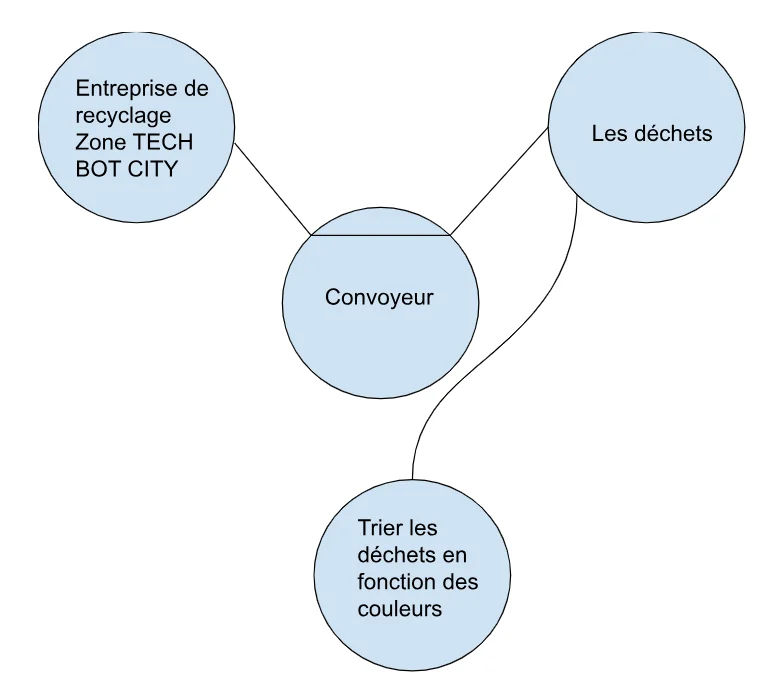 Entreprise de
recyclage
Zone TECH
BOT CITY
Les déchets
Convoyeur
Trier les
déchets en
fonction des
couleurs